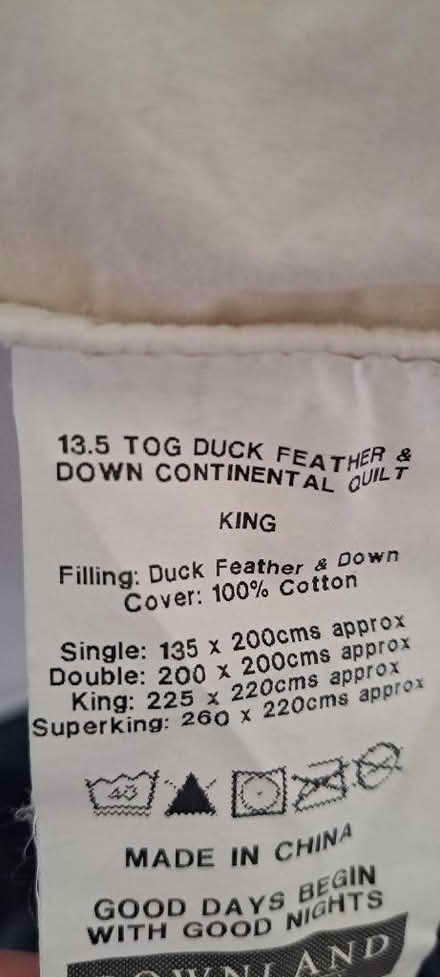 13.5 TOG DUCK FEATHER &
DOWN CONTINENTAL QUILT
KING
Filling: Duck Feather & Down
Cover: 100% Cotton
Single: 135 x 200cms approx
Double: 200 x 200cms approx
King: 225 x 220cms approx
Superking: 260 x 220cms approx
40
MADE IN CHINA
GOOD DAYS BEGIN
WITH GOOD NIGHTS
DOWNLAND